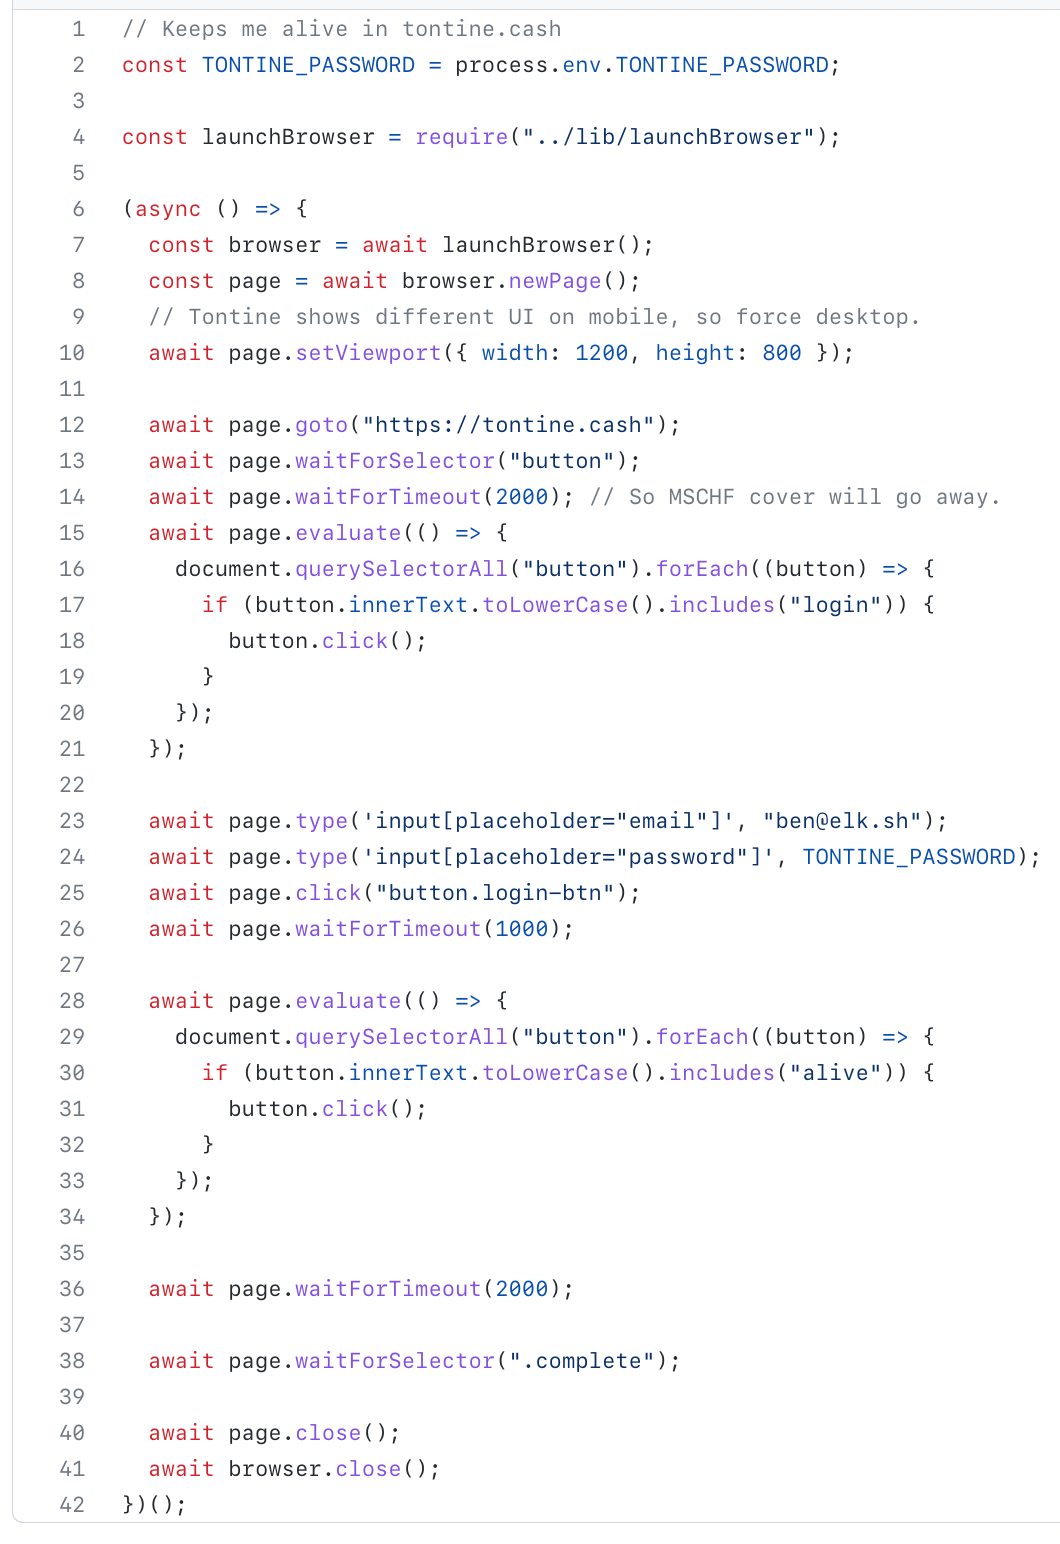 1 // Keeps me alive in tontine.cash
2 const TONTINE_PASSWORD = process.env.TONTINE_PASSWORD;
3
4 const launchBrowser = require("../lib/launchBrowser");
5
6 (async () => {
7   const browser = await launchBrowser();
8   const page = await browser.newPage();
9   // Tontine shows different UI on mobile, so force desktop.
10   await page.setViewport({ width: 1200, height: 800 });
11
12   await page.goto("https://tontine.cash");
13   await page.waitForSelector("button");
14   await page.waitForTimeout(2000); // So MSCHF cover will go away.
15   await page.evaluate(() => {
16     document.querySelectorAll("button").forEach((button) => {
17       if (button.innerText.toLowerCase().includes("login")) {
18         button.click();
19       }
20     });
21   });
22
23   await page.type('input[placeholder="email"]', "ben@elk.sh");
24   await page.type('input[placeholder="password"]', TONTINE_PASSWORD);
25   await page.click("button.login-btn");
26   await page.waitForTimeout(1000);
27
28   await page.evaluate(() => {
29     document.querySelectorAll("button").forEach((button) => {
30       if (button.innerText.toLowerCase().includes("alive")) {
31         button.click();
32       }
33     });
34   });
35
36   await page.waitForTimeout(2000);
37
38   await page.waitForSelector(".complete");
39
40   await page.close();
41   await browser.close();
42 })();